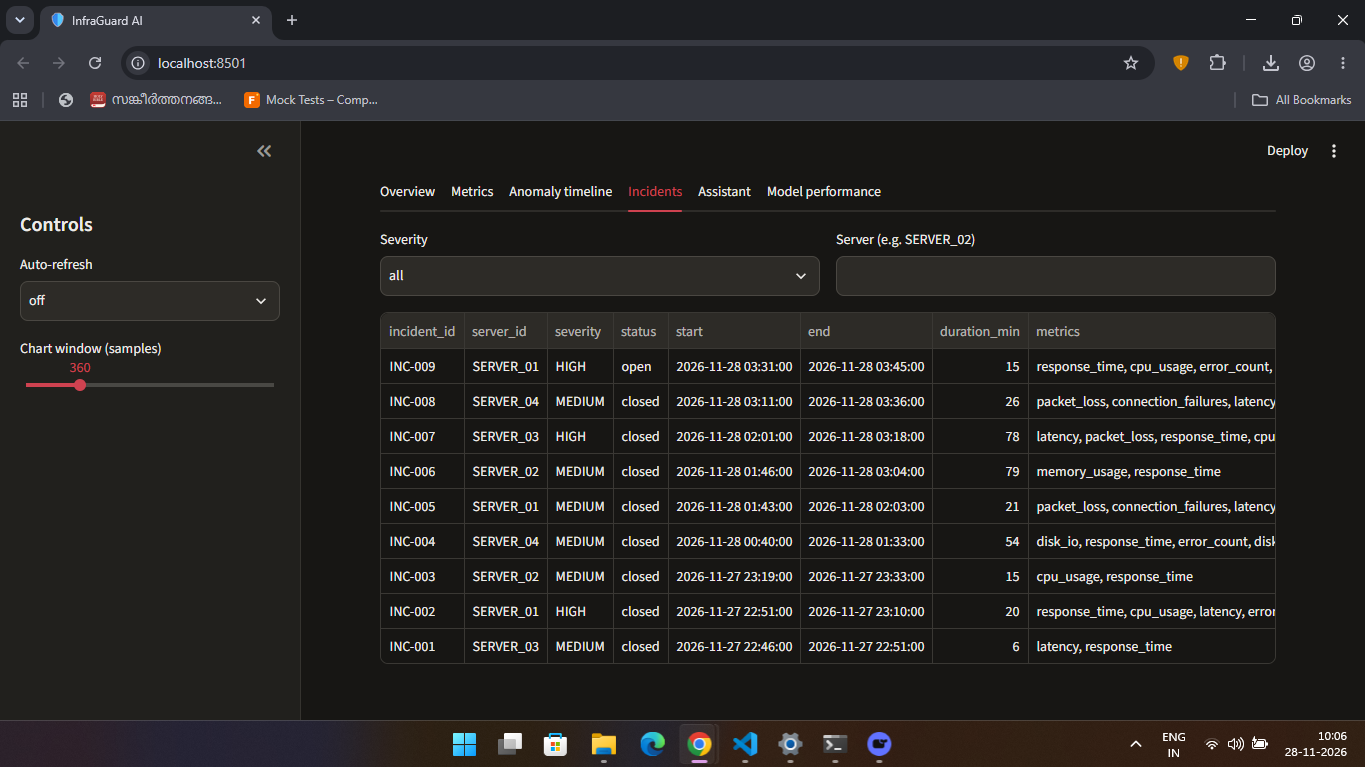 InfraGuard AI
localhost:8501
സങ്കീർത്തനങ്ങ...
Mock Tests – Comp...
All Bookmarks
Deploy
Controls
Auto-refresh
off
Chart window (samples)
360
Overview Metrics Anomaly timeline Incidents Assistant Model performance
Severity Server (e.g. SERVER_02)
all
incident_id server_id severity status start end duration_min metrics
INC-009 SERVER_01 HIGH open 2026-11-28 03:31:00 2026-11-28 03:45:00 15 response_time, cpu_usage, error_count,
INC-008 SERVER_04 MEDIUM closed 2026-11-28 03:11:00 2026-11-28 03:36:00 26 packet_loss, connection_failures, latency
INC-007 SERVER_03 HIGH closed 2026-11-28 02:01:00 2026-11-28 03:18:00 78 latency, packet_loss, response_time, cpu
INC-006 SERVER_02 MEDIUM closed 2026-11-28 01:46:00 2026-11-28 03:04:00 79 memory_usage, response_time
INC-005 SERVER_01 MEDIUM closed 2026-11-28 01:43:00 2026-11-28 02:03:00 21 packet_loss, connection_failures, latency
INC-004 SERVER_04 MEDIUM closed 2026-11-28 00:40:00 2026-11-28 01:33:00 54 disk_io, response_time, error_count, disk
INC-003 SERVER_02 MEDIUM closed 2026-11-27 23:19:00 2026-11-27 23:33:00 15 cpu_usage, response_time
INC-002 SERVER_01 HIGH closed 2026-11-27 22:51:00 2026-11-27 23:10:00 20 response_time, cpu_usage, latency, error
INC-001 SERVER_03 MEDIUM closed 2026-11-27 22:46:00 2026-11-27 22:51:00 6 latency, response_time
ENG
IN
10:06
28-11-2026